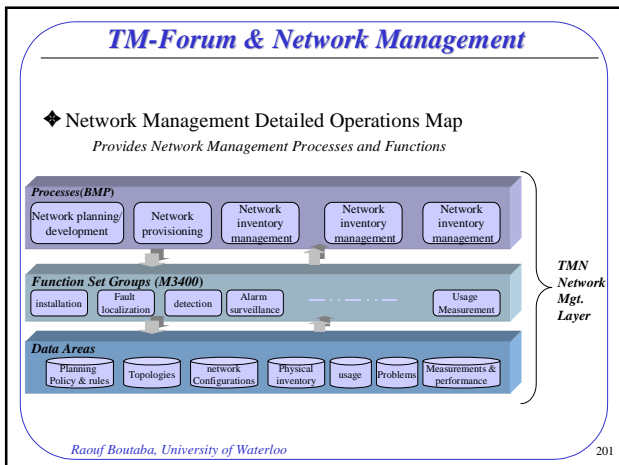 TM-Forum & Network Management
❖ Network Management Detailed Operations Map
Provides Network Management Processes and Functions
Processes(BMP)
Network planning/
development
Network
provisioning
Network
inventory
management
Network
inventory
management
Network
inventory
management
Function Set Groups (M3400)
installation
Fault
localization
detection
Alarm
surveillance
Usage
Measurement
Data Areas
Planning
Policy & rules
Topologies
network
Configurations
Physical
inventory
usage
Problems
Measurements &
performance
TMN
Network
Mgt.
Layer
Raouf Boutaba, University of Waterloo
201